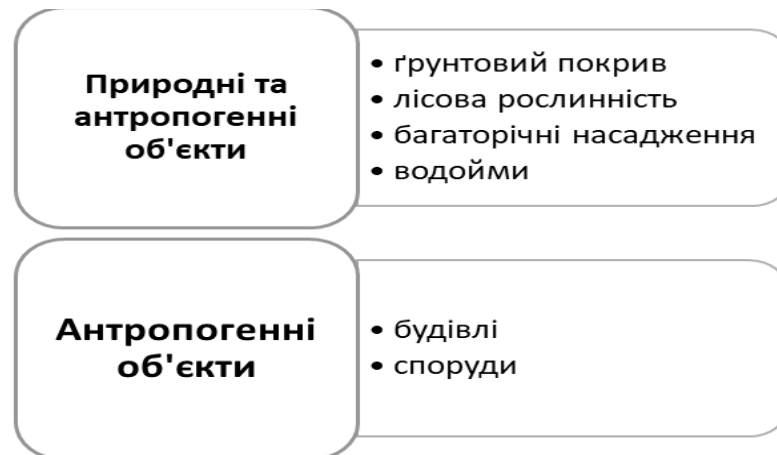 Природні та
антропогенні
об'єкти
• ґрунтовий покрив
• лісова рослинність
• багаторічні насадження
• водойми
Антропогенні
об'єкти
• будівлі
• споруди